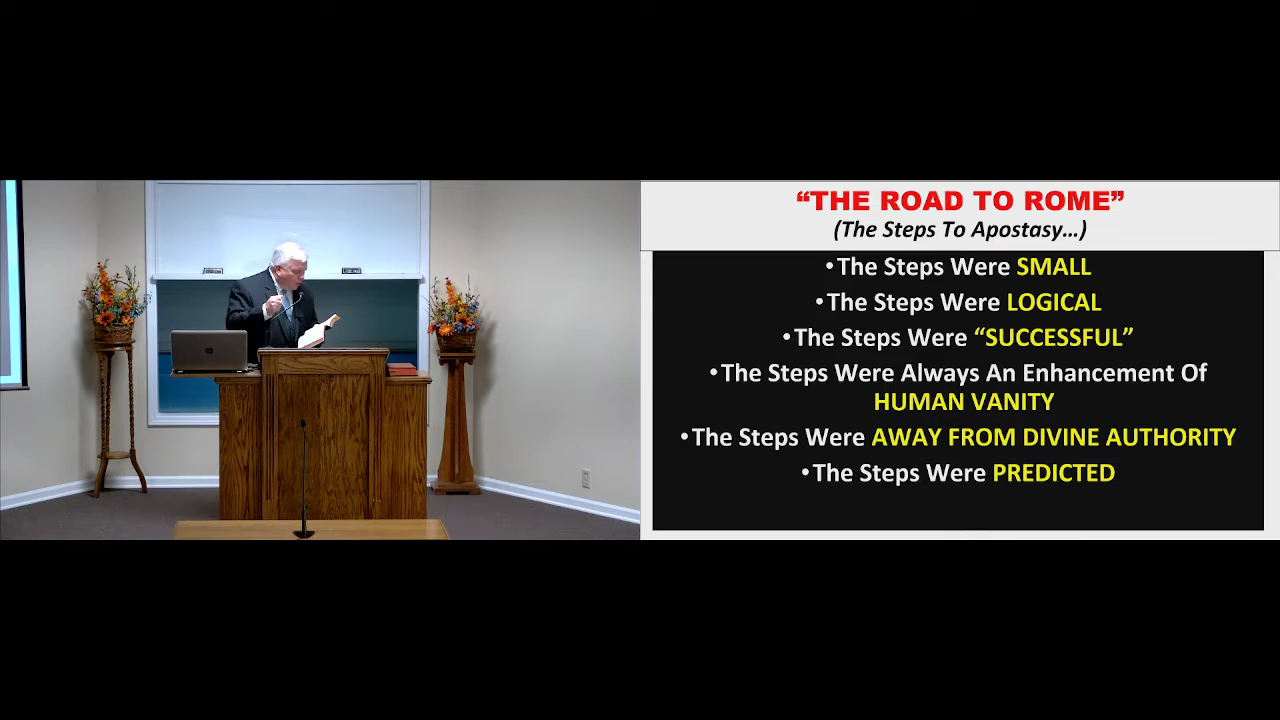 “THE ROAD TO ROME”
(The Steps To Apostasy…)
•The Steps Were SMALL
•The Steps Were LOGICAL
•The Steps Were “SUCCESSFUL”
•The Steps Were Always An Enhancement Of
HUMAN VANITY
•The Steps Were AWAY FROM DIVINE AUTHORITY
•The Steps Were PREDICTED